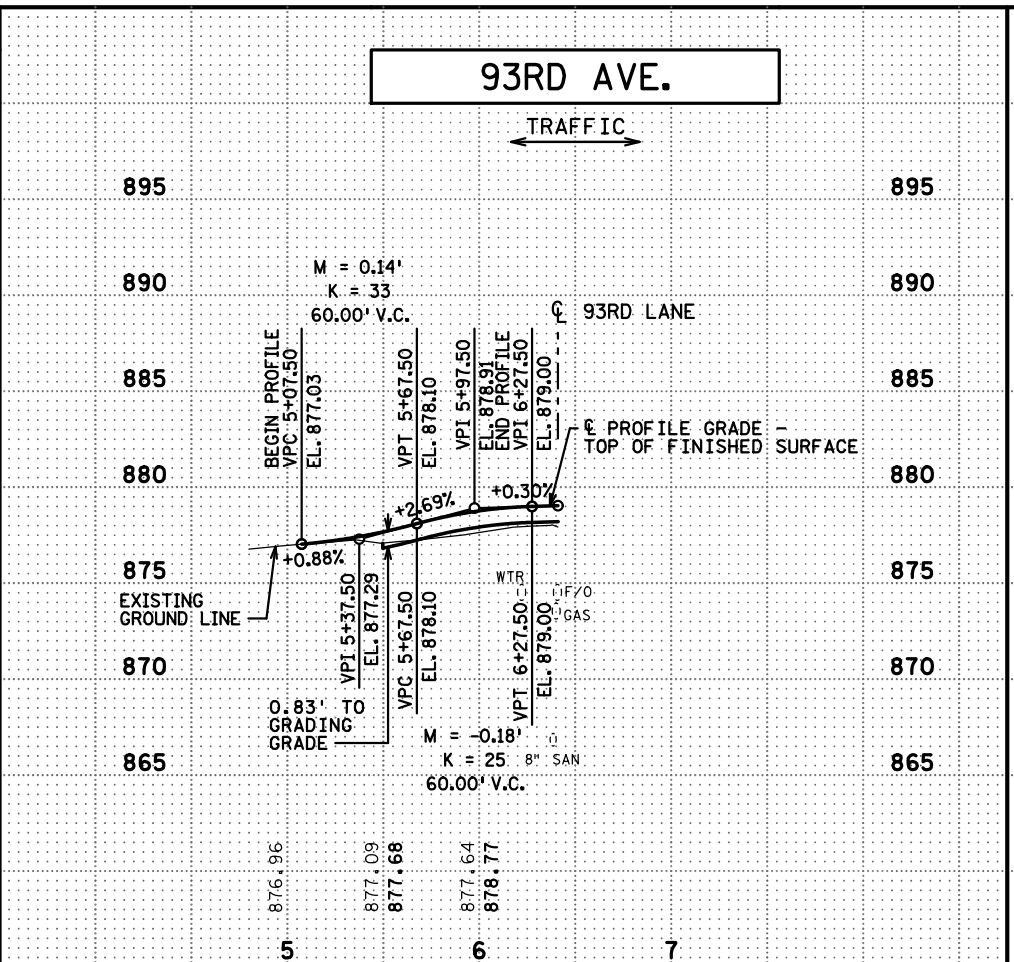 93RD AVE.
TRAFFIC
895 895
890 890
885 885
880 880
875 875
870 870
865 865
M = 0.14'
K = 33
60.00' V.C.
BEGIN PROFILE
VPC 5+07.50
EL. 877.03
VPT 5+67.50
EL. 878.10
VPI 5+97.50
EL. 878.91
END PROFILE
VPI 6+27.50
EL. 879.00
℄ 93RD LANE
℄ PROFILE GRADE -
TOP OF FINISHED SURFACE
+0.88%
+2.69%
+0.30%
EXISTING
GROUND LINE
VPI 5+37.50
EL. 877.29
VPC 5+67.50
EL. 878.10
VPT 6+27.50
EL. 879.00
WTR
F/O
GAS
0.83' TO
GRADING
GRADE
M = -0.18'
K = 25
60.00' V.C.
8" SAN
876.96
877.09
877.68
877.64
878.77
5 6 7